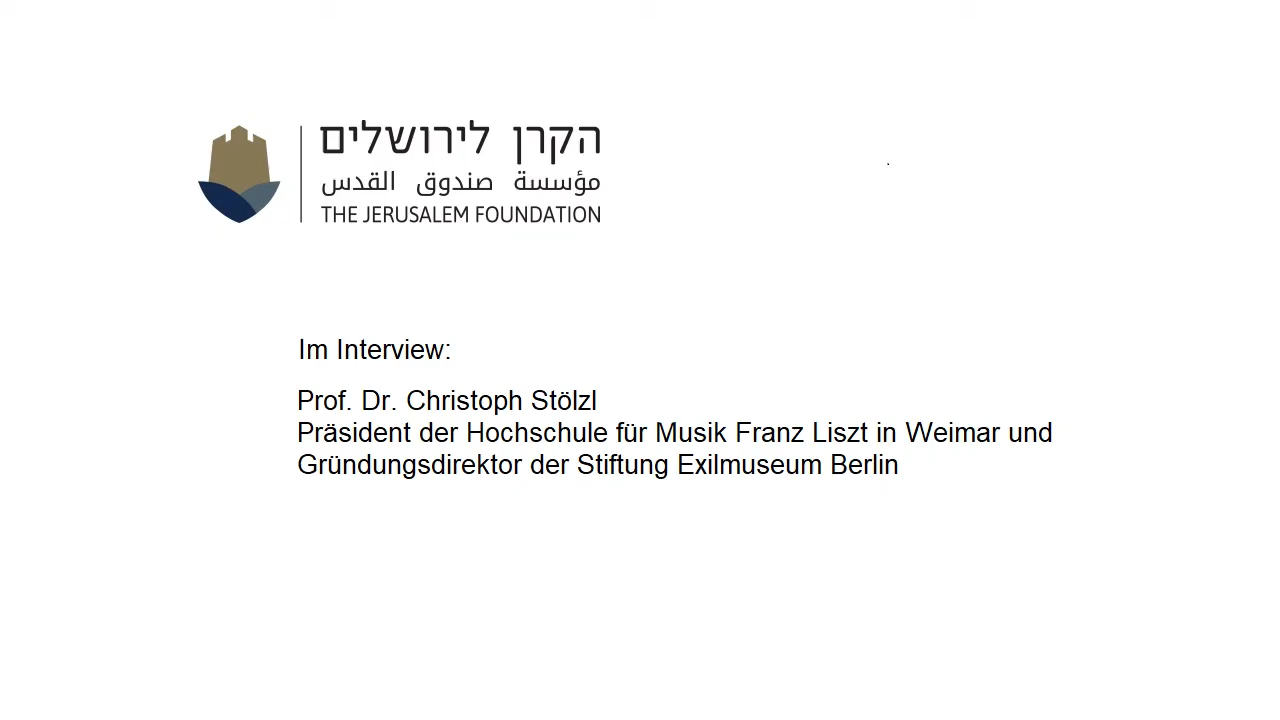 הקרן לירושלים
مؤسسة صندوق القدس
THE JERUSALEM FOUNDATION
Im Interview:
Prof. Dr. Christoph Stölzl
Präsident der Hochschule für Musik Franz Liszt in Weimar und
Gründungsdirektor der Stiftung Exilmuseum Berlin